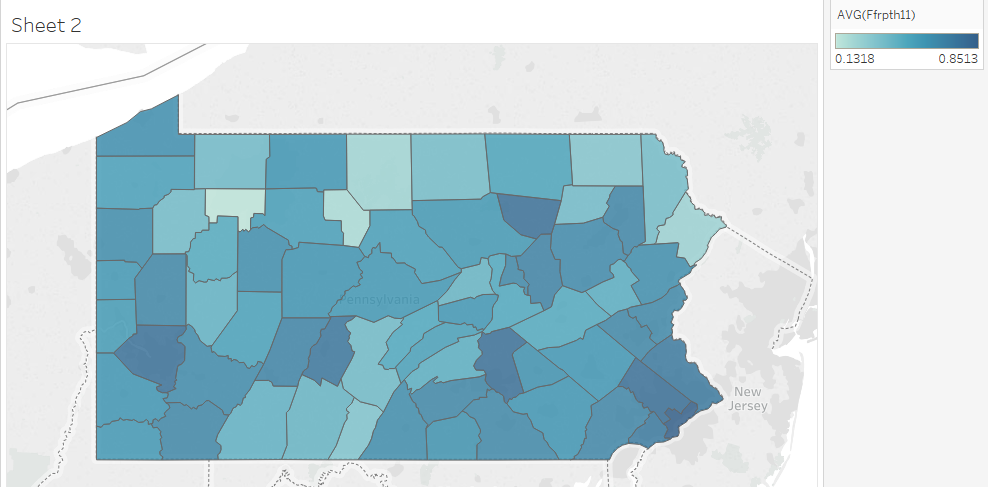 Sheet 2
AVG(Ffrpth11)
0.1318 0.8513
Pennsylvania
New
Jersey